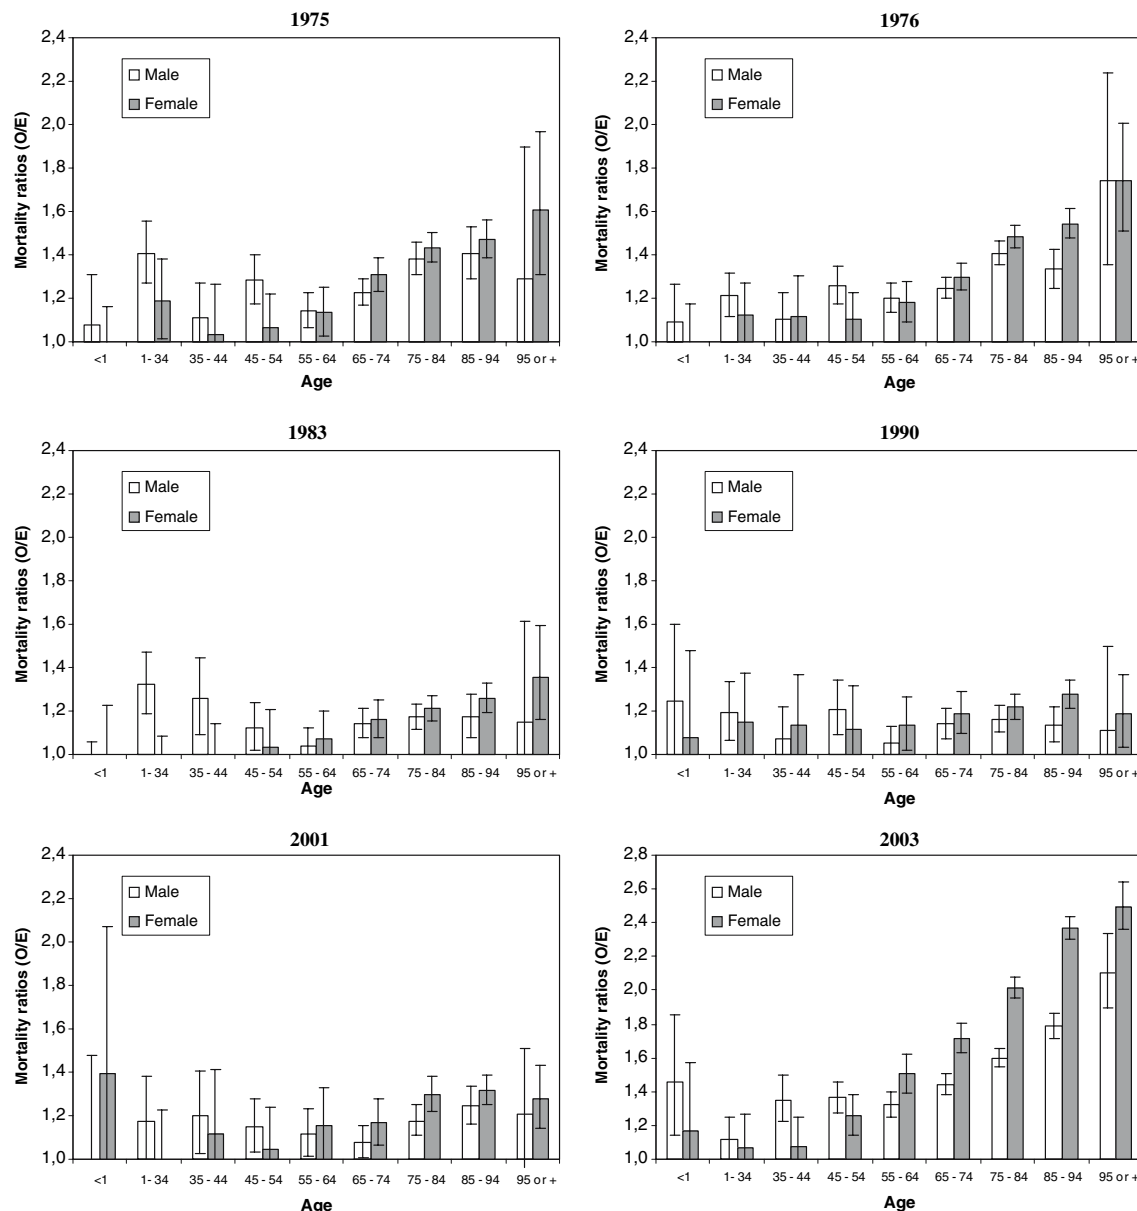 1975
Mortality ratios (O/E)
2,4
2,2
2,0
1,8
1,6
1,4
1,2
1,0
Male
Female
<1
1- 34
35 - 44
45 - 54
55 - 64
65 - 74
75 - 84
85 - 94
95 or +
Age
1976
Mortality ratios (O/E)
2,4
2,2
2,0
1,8
1,6
1,4
1,2
1,0
Male
Female
<1
1- 34
35 - 44
45 - 54
55 - 64
65 - 74
75 - 84
85 - 94
95 or +
Age
1983
Mortality ratios (O/E)
2,4
2,2
2,0
1,8
1,6
1,4
1,2
1,0
Male
Female
<1
1- 34
35 - 44
45 - 54
55 - 64
65 - 74
75 - 84
85 - 94
95 or +
Age
1990
Mortality ratios (O/E)
2,4
2,2
2,0
1,8
1,6
1,4
1,2
1,0
Male
Female
<1
1- 34
35 - 44
45 - 54
55 - 64
65 - 74
75 - 84
85 - 94
95 or +
Age
2001
Mortality ratios (O/E)
2,4
2,2
2,0
1,8
1,6
1,4
1,2
1,0
Male
Female
<1
1- 34
35 - 44
45 - 54
55 - 64
65 - 74
75 - 84
85 - 94
95 or +
Age
2003
Mortality ratios (O/E)
2,8
2,6
2,4
2,2
2,0
1,8
1,6
1,4
1,2
1,0
Male
Female
<1
1- 34
35 - 44
45 - 54
55 - 64
65 - 74
75 - 84
85 - 94
95 or +
Age